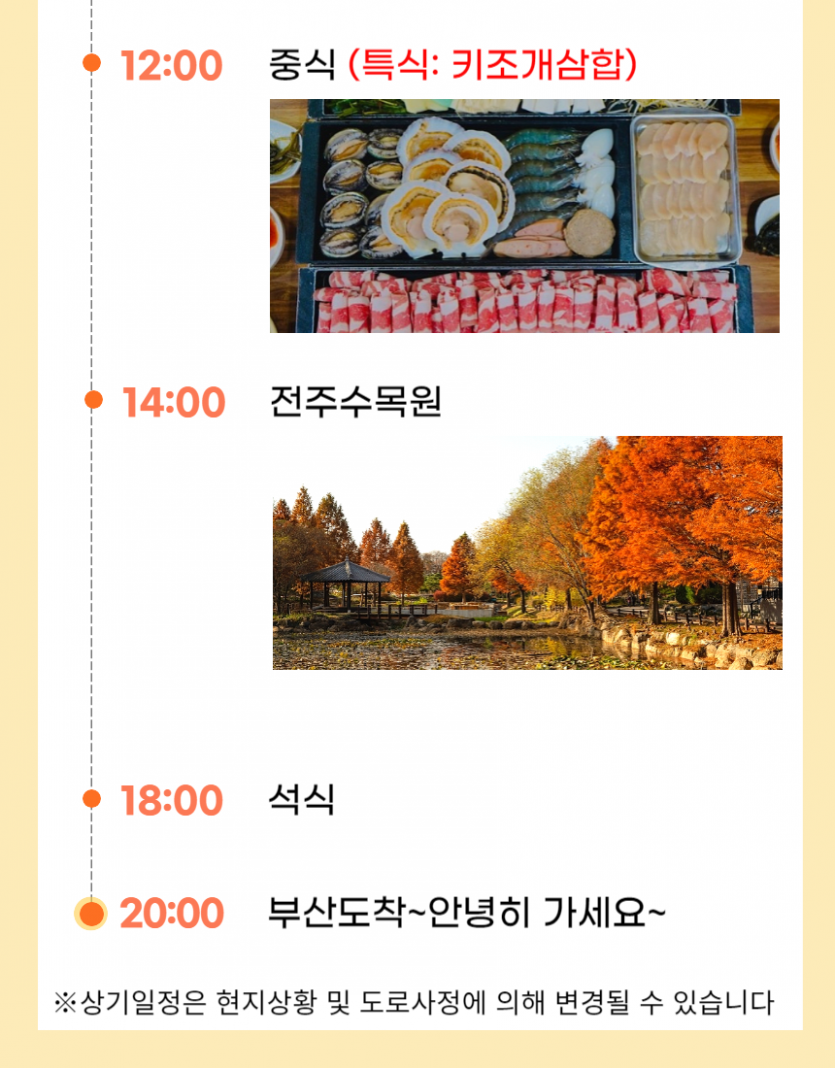 12:00 중식 (특식: 키조개삼합)
14:00 전주수목원
18:00 석식
20:00 부산도착~안녕히 가세요~
※상기일정은 현지상황 및 도로사정에 의해 변경될 수 있습니다